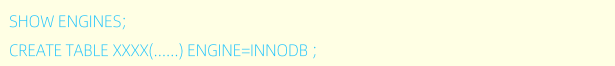 SHOW ENGINES;
CREATE TABLE XXXX(......) ENGINE=INNODB ;